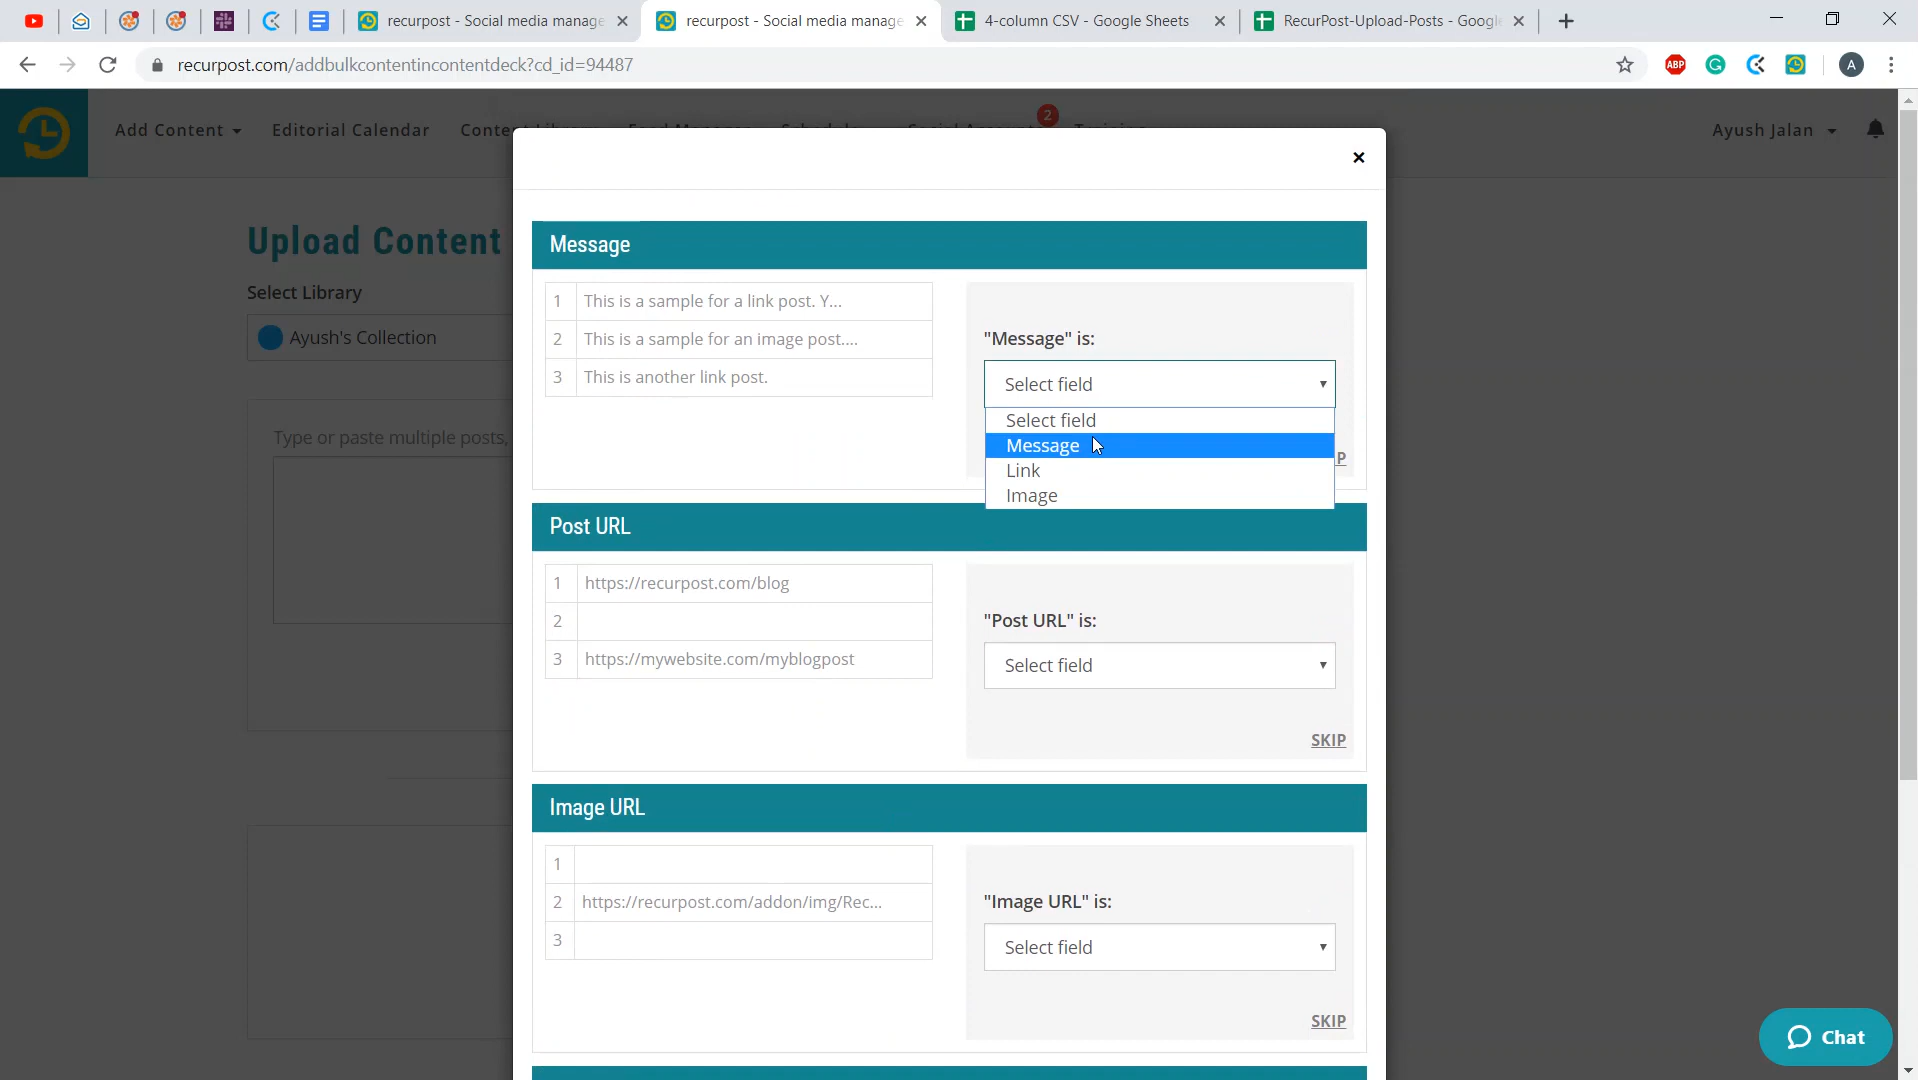 recurpost - Social media manage
recurpost - Social media manage
4-column CSV - Google Sheets
RecurPost-Upload-Posts - Google
recurpost.com/addbulkcontentincontentdeck?cd_id=94487
ABP
A
Add Content
Editorial Calendar
2
Training
Ayush Jalan
×
Upload Content
Select Library
Ayush's Collection
Type or paste multiple posts,
Message
1 This is a sample for a link post. Y...
2 This is a sample for an image post....
3 This is another link post.
"Message" is:
Select field
Select field
Message
Link
Image
P
Post URL
1 https://recurpost.com/blog
2
3 https://mywebsite.com/myblogpost
"Post URL" is:
Select field
SKIP
Image URL
1
2 https://recurpost.com/addon/img/Rec...
3
"Image URL" is:
Select field
SKIP
Chat